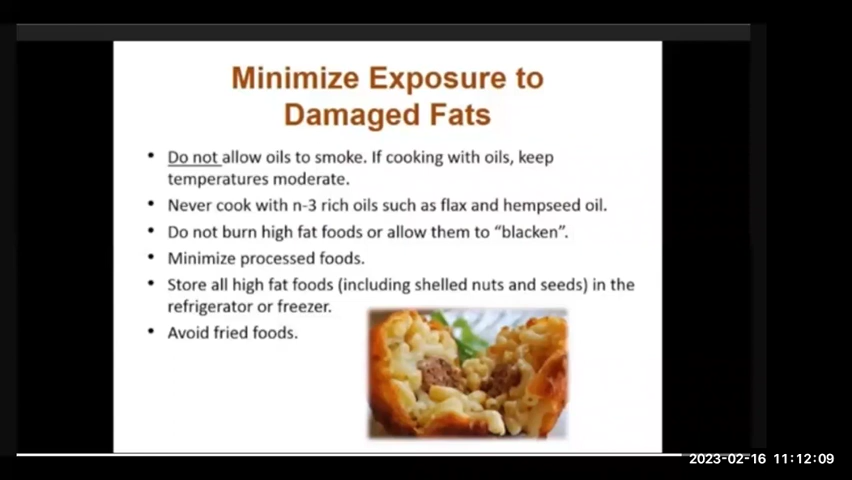 Minimize Exposure to
Damaged Fats
• Do not allow oils to smoke. If cooking with oils, keep
temperatures moderate.
• Never cook with n-3 rich oils such as flax and hempseed oil.
• Do not burn high fat foods or allow them to “blacken”.
• Minimize processed foods.
• Store all high fat foods (including shelled nuts and seeds) in the
refrigerator or freezer.
• Avoid fried foods.
2023-02-16 11:12:09